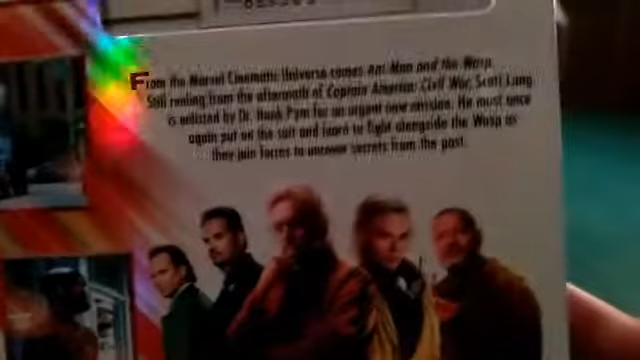 From the Marvel Cinematic Universe comes Ant-Man and the Wasp.
Still reeling from the aftermath of Captain America: Civil War, Scott Lang
is enlisted by Dr. Hank Pym for an urgent new mission. He must once
again put on the suit and learn to fight alongside the Wasp as
they join forces to uncover secrets from the past.